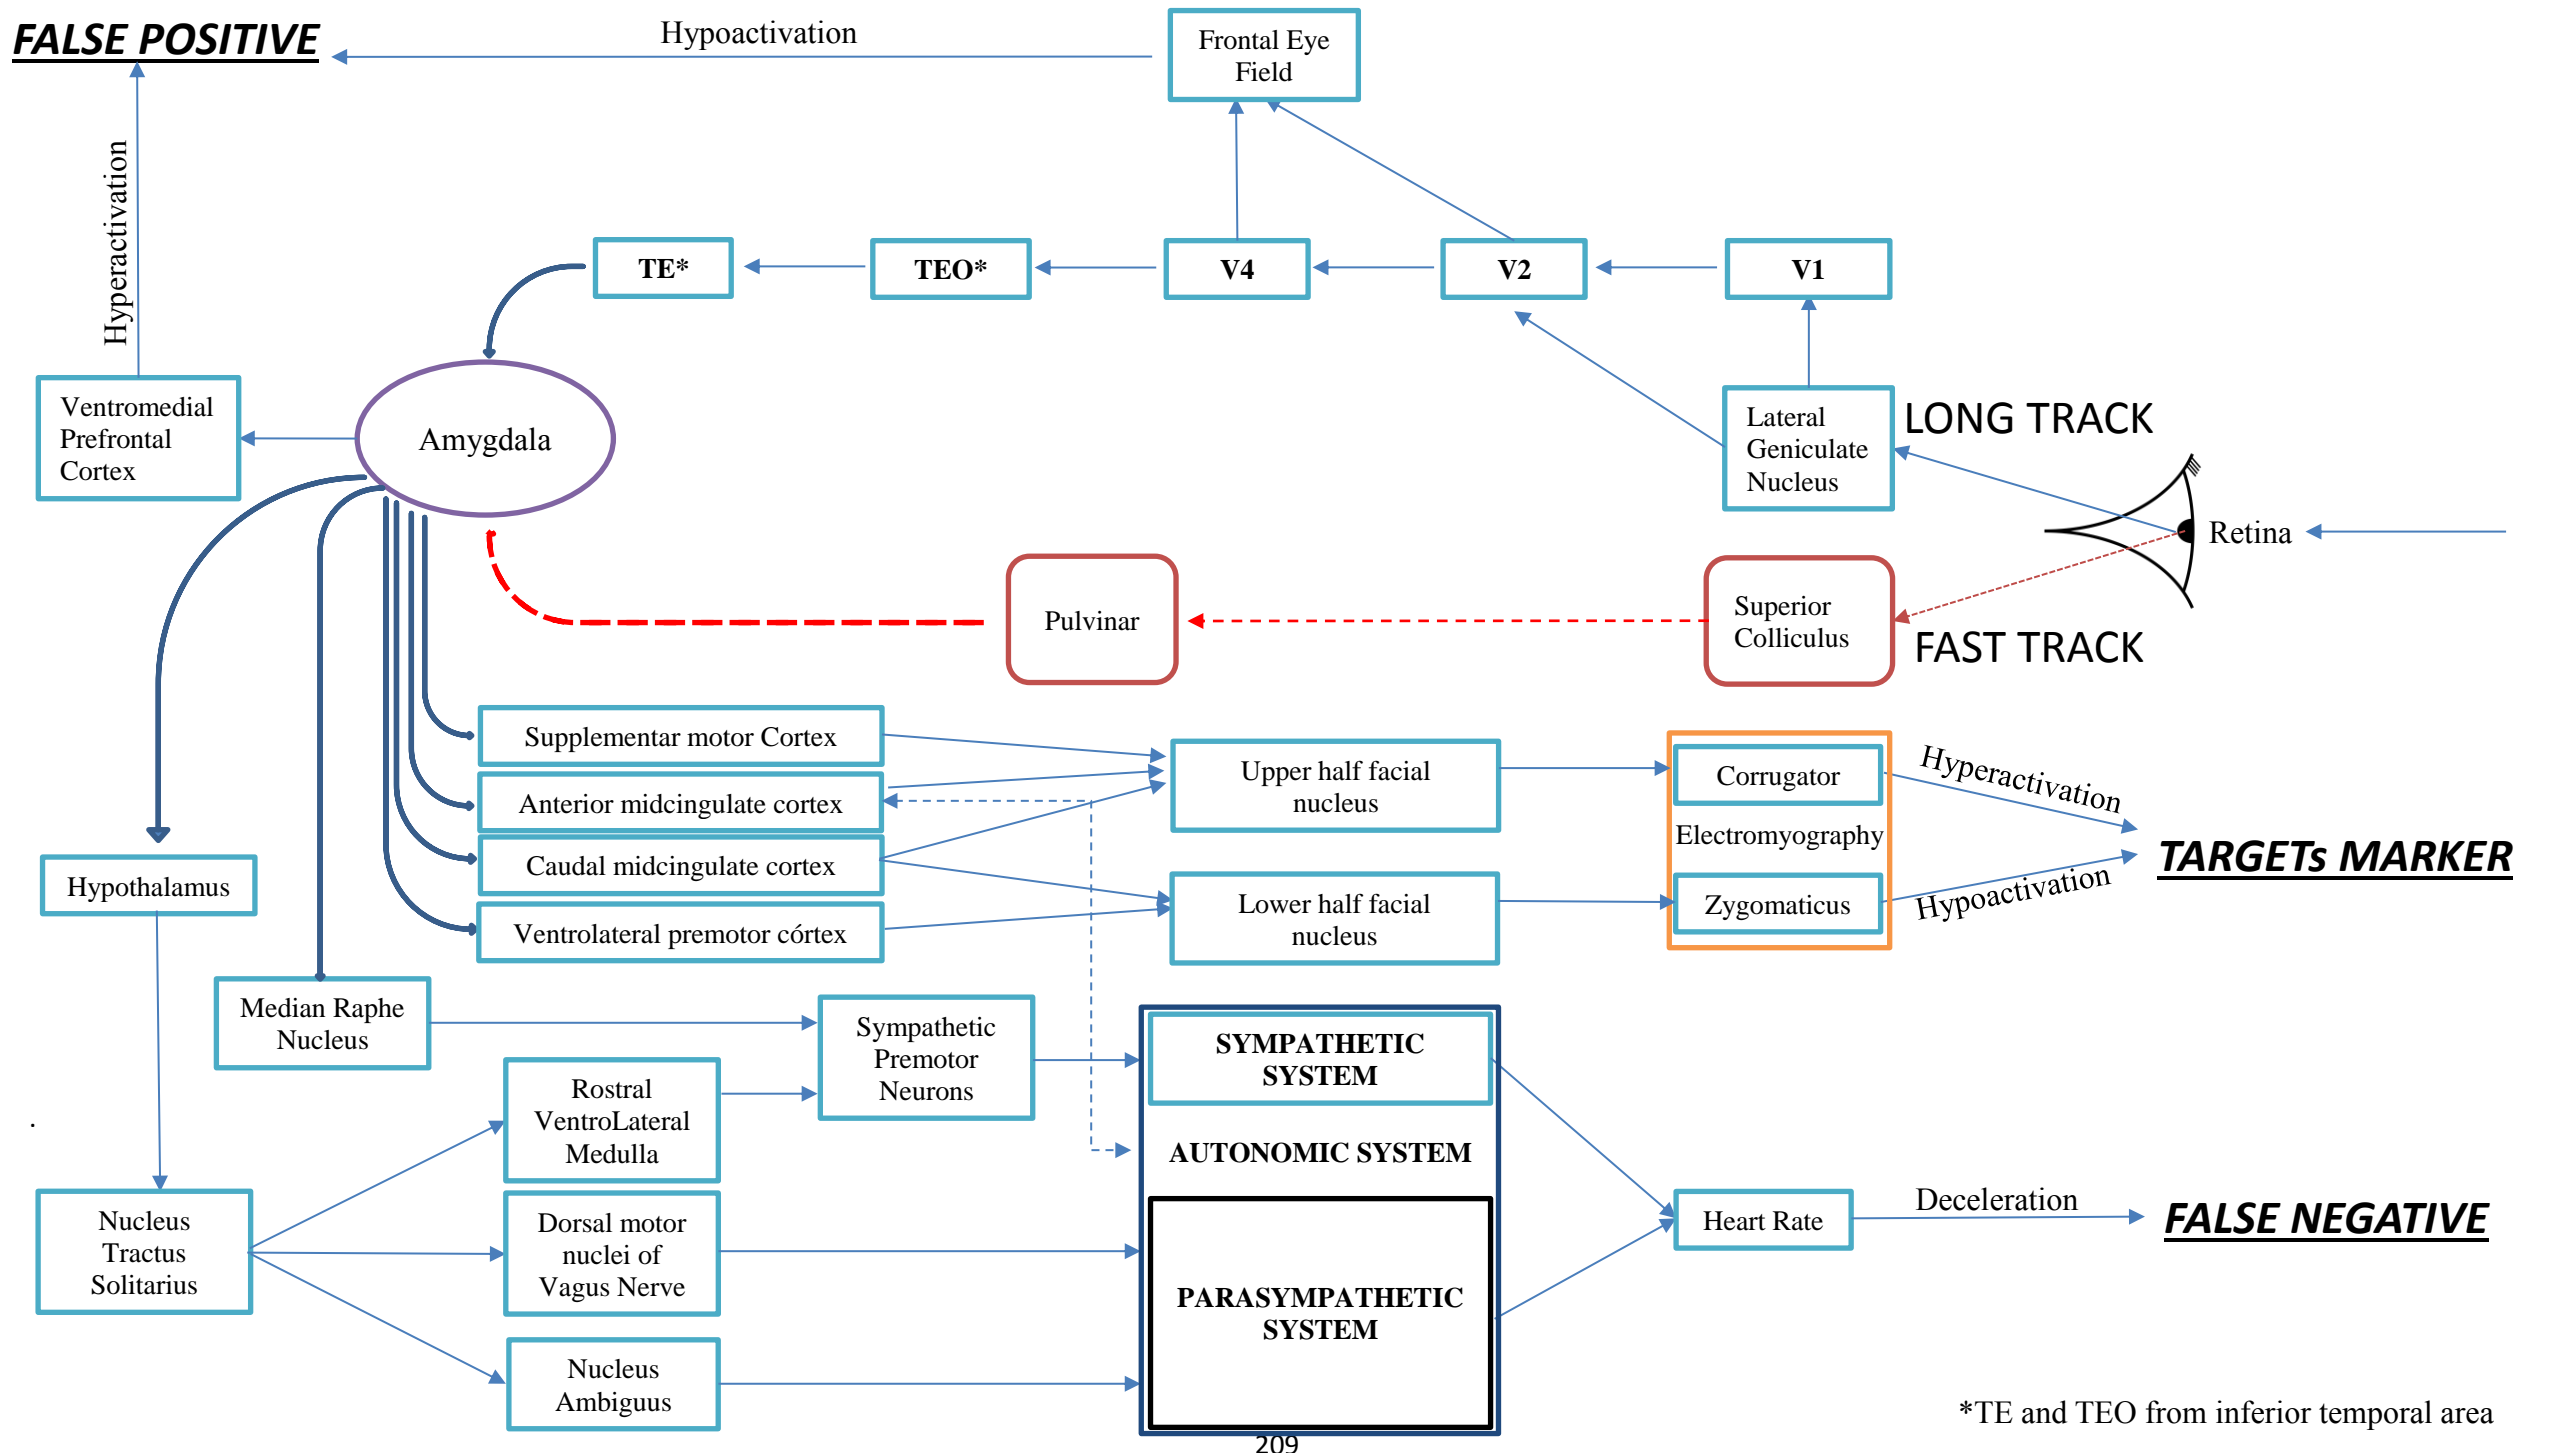 FALSE POSITIVE
Hypoactivation
Frontal Eye
Field
Hyperactivation
TE*
TEO*
V4
V2
V1
Ventromedial
Prefrontal
Cortex
Amygdala
Lateral
Geniculate
Nucleus
LONG TRACK
Retina
Pulvinar
Superior
Colliculus
FAST TRACK
Supplementar motor Cortex
Anterior midcingulate cortex
Caudal midcingulate cortex
Ventrolateral premotor córtex
Upper half facial
nucleus
Lower half facial
nucleus
Corrugator
Electromyography
Zygomaticus
Hyperactivation
Hypoactivation
TARGETs MARKER
Hypothalamus
Median Raphe
Nucleus
Sympathetic
Premotor
Neurons
Rostral
VentroLateral
Medulla
SYMPATHETIC
SYSTEM
AUTONOMIC SYSTEM
PARASYMPATHETIC
SYSTEM
.
Nucleus
Tractus
Solitarius
Dorsal motor
nuclei of
Vagus Nerve
Nucleus
Ambiguus
Heart Rate
Deceleration
FALSE NEGATIVE
*TE and TEO from inferior temporal area
209